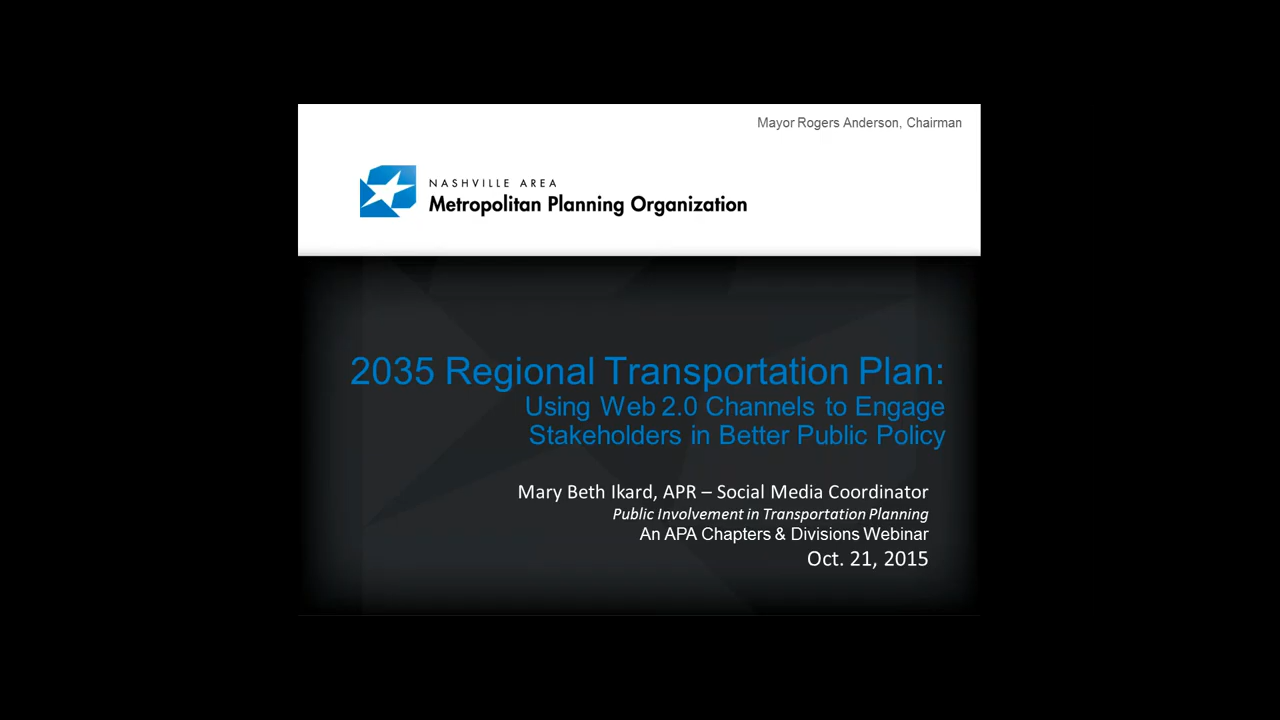 Mayor Rogers Anderson, Chairman
NASHVILLE AREA
Metropolitan Planning Organization
2035 Regional Transportation Plan:
Using Web 2.0 Channels to Engage
Stakeholders in Better Public Policy
Mary Beth Ikard, APR – Social Media Coordinator
Public Involvement in Transportation Planning
An APA Chapters & Divisions Webinar
Oct. 21, 2015